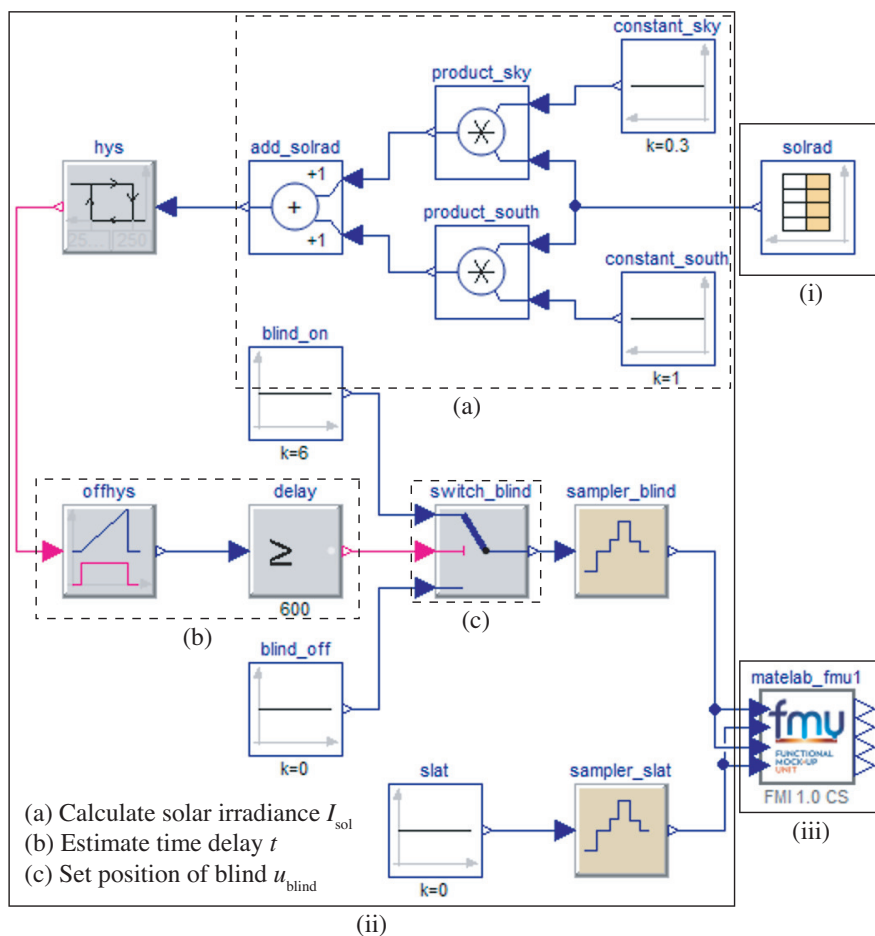 constant_sky
product_sky
k=0.3
hys
add_solrad
solrad
+1
+
+1
25... 250
product_south
constant_south
(i)
k=1
(a)
blind_on
k=6
offhys
delay
switch_blind
sampler_blind
≥
600
(b)
(c)
blind_off
k=0
matelab_fmu1
fmu
FUNCTIONAL
MOCK-UP
UNIT
FMI 1.0 CS
slat
sampler_slat
k=0
(iii)
(a) Calculate solar irradiance I_sol
(b) Estimate time delay t
(c) Set position of blind u_blind
(ii)